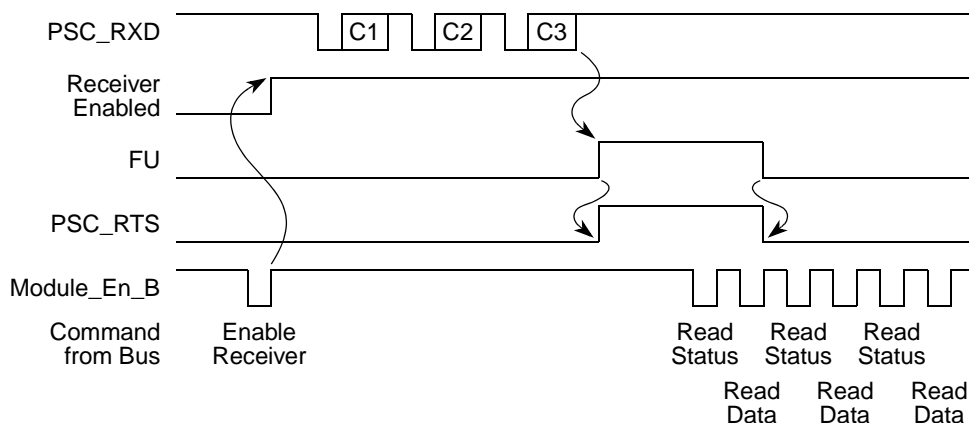 PSC_RXD
C1 C2 C3
Receiver
Enabled
FU
PSC_RTS
Module_En_B
Command
from Bus
Enable
Receiver
Read
Status
Read
Status
Read
Status
Read
Data
Read
Data
Read
Data